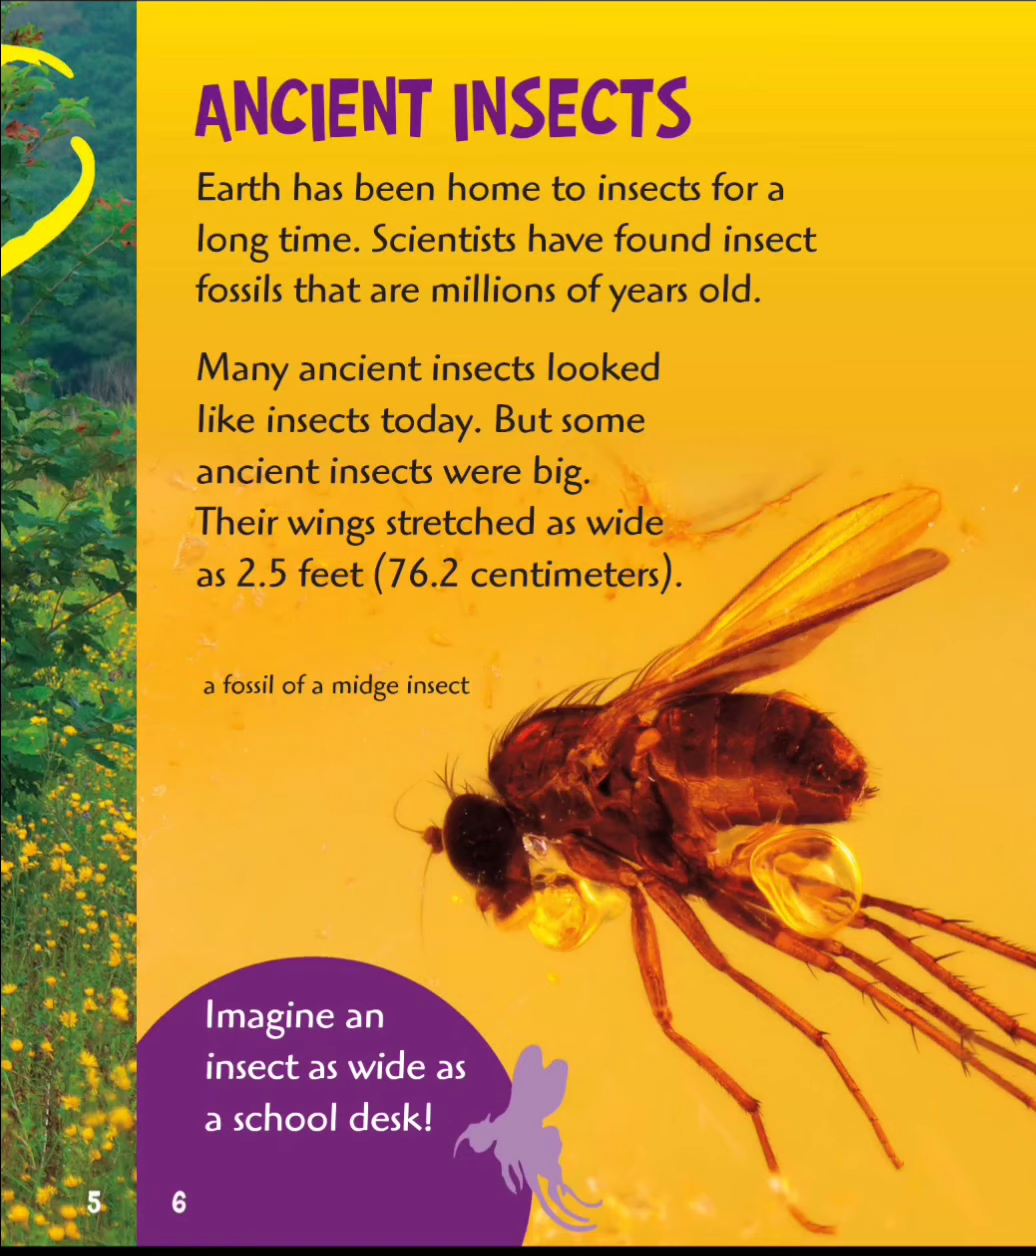 ANCIENT INSECTS
Earth has been home to insects for a
long time. Scientists have found insect
fossils that are millions of years old.
Many ancient insects looked
like insects today. But some
ancient insects were big.
Their wings stretched as wide
as 2.5 feet (76.2 centimeters).
a fossil of a midge insect
Imagine an
insect as wide as
a school desk!
5
6